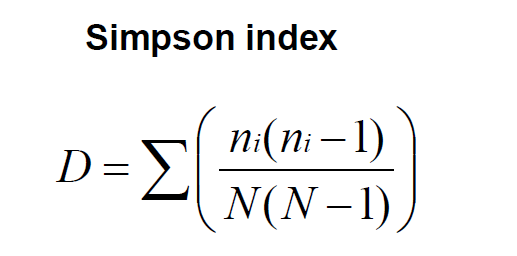 Simpson index
D = ∑ ( nᵢ(nᵢ − 1) / N(N − 1) )